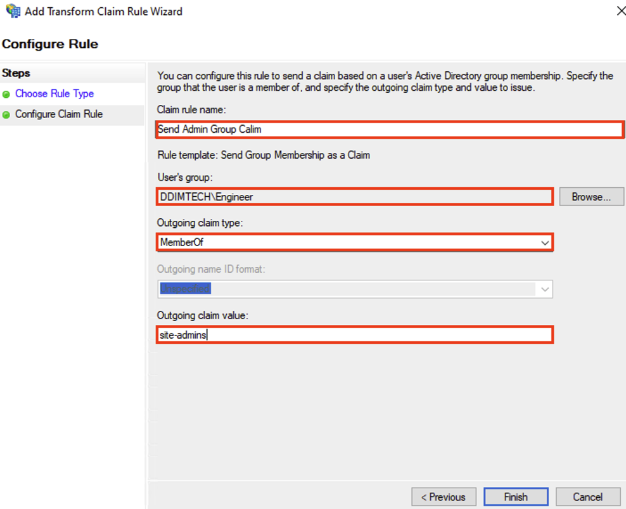 Add Transform Claim Rule Wizard
Configure Rule
Steps
Choose Rule Type
Configure Claim Rule
You can configure this rule to send a claim based on a user's Active Directory group membership. Specify the
group that the user is a member of, and specify the outgoing claim type and value to issue.
Claim rule name:
Send Admin Group Calim
Rule template: Send Group Membership as a Claim
User's group:
DDIMTECH\Engineer
Browse...
Outgoing claim type:
MemberOf
Outgoing name ID format:
Outgoing claim value:
site-admins
< Previous
Finish
Cancel